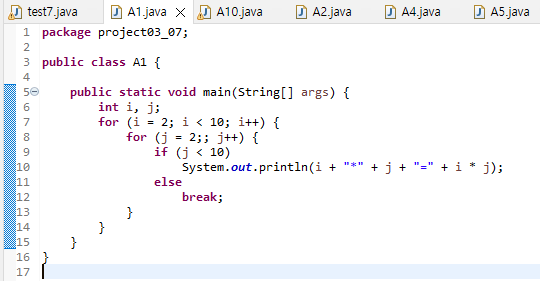 test7.java A1.java A10.java A2.java A4.java A5.java
1 package project03_07;
2
3 public class A1 {
4
5 public static void main(String[] args) {
6 int i, j;
7 for (i = 2; i < 10; i++) {
8 for (j = 2;; j++) {
9 if (j < 10)
10 System.out.println(i + "*" + j + "=" + i * j);
11 else
12 break;
13 }
14 }
15 }
16 }
17